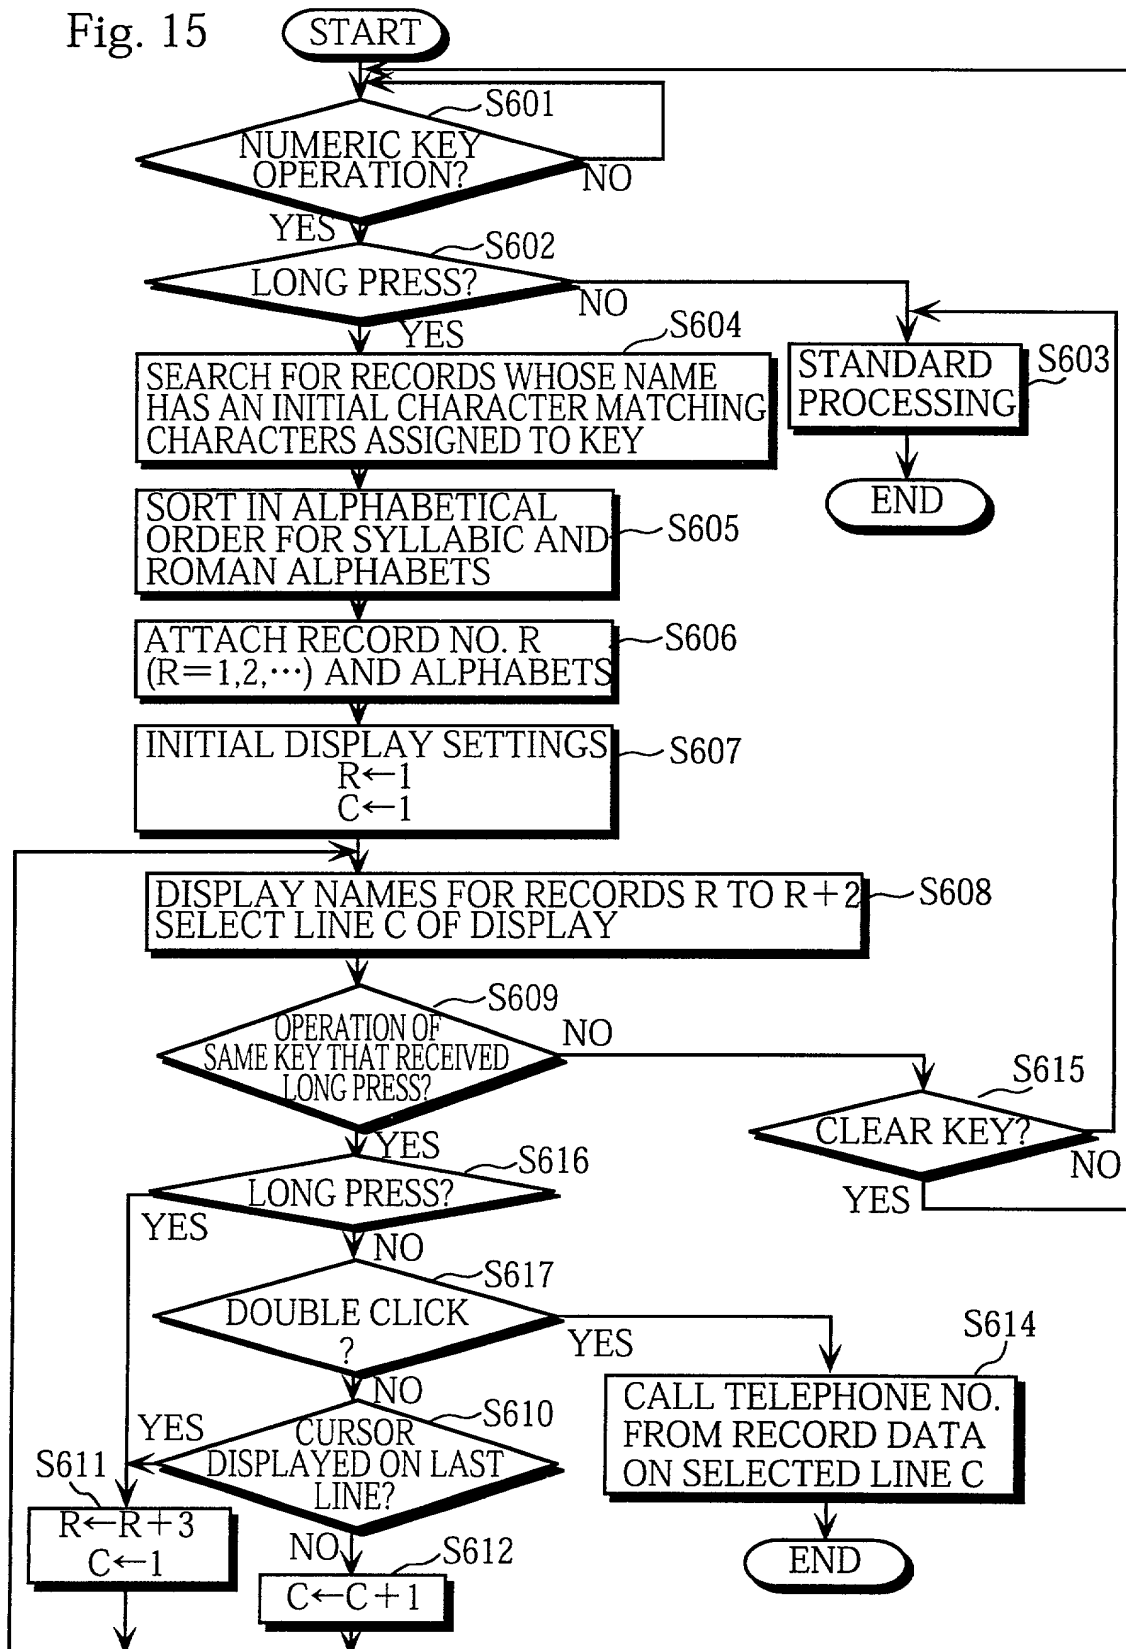 Fig. 15
START
S601
NUMERIC KEY
OPERATION?
NO
YES
S602
LONG PRESS?
NO
YES
S604
SEARCH FOR RECORDS WHOSE NAME
HAS AN INITIAL CHARACTER MATCHING
CHARACTERS ASSIGNED TO KEY
S603
STANDARD
PROCESSING
END
SORT IN ALPHABETICAL
ORDER FOR SYLLABIC AND
ROMAN ALPHABETS
S605
ATTACH RECORD NO. R
(R=1,2,⋯) AND ALPHABETS
S606
INITIAL DISPLAY SETTINGS
R←1
C←1
S607
DISPLAY NAMES FOR RECORDS R TO R+2
SELECT LINE C OF DISPLAY
S608
S609
OPERATION OF
SAME KEY THAT RECEIVED
LONG PRESS?
NO
YES
S615
CLEAR KEY?
NO
YES
S616
LONG PRESS?
YES
NO
S617
DOUBLE CLICK
?
YES
NO
S614
CALL TELEPHONE NO.
FROM RECORD DATA
ON SELECTED LINE C
END
S610
CURSOR
DISPLAYED ON LAST
LINE?
YES
NO
S611
R←R+3
C←1
S612
C←C+1